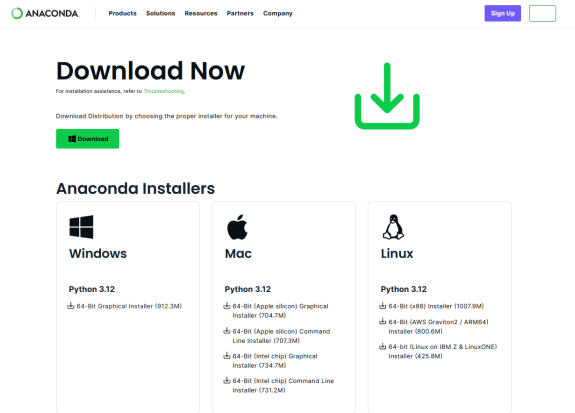 ANACONDA.
Products Solutions Resources Partners Company
Sign Up
Download Now
For installation assistance, refer to Troubleshooting.
Download Distribution by choosing the proper installer for your machine.
Download
Anaconda Installers
Windows
Python 3.12
64-Bit Graphical Installer (912.3M)
Mac
Python 3.12
64-Bit (Apple silicon) Graphical
Installer (704.7M)
64-Bit (Apple silicon) Command
Line Installer (707.3M)
64-Bit (Intel chip) Graphical
Installer (734.7M)
64-Bit (Intel chip) Command Line
Installer (731.2M)
Linux
Python 3.12
64-Bit (x86) Installer (1007.9M)
64-Bit (AWS Graviton2 / ARM64)
Installer (800.6M)
64-bit (Linux on IBM Z & LinuxONE)
Installer (425.8M)